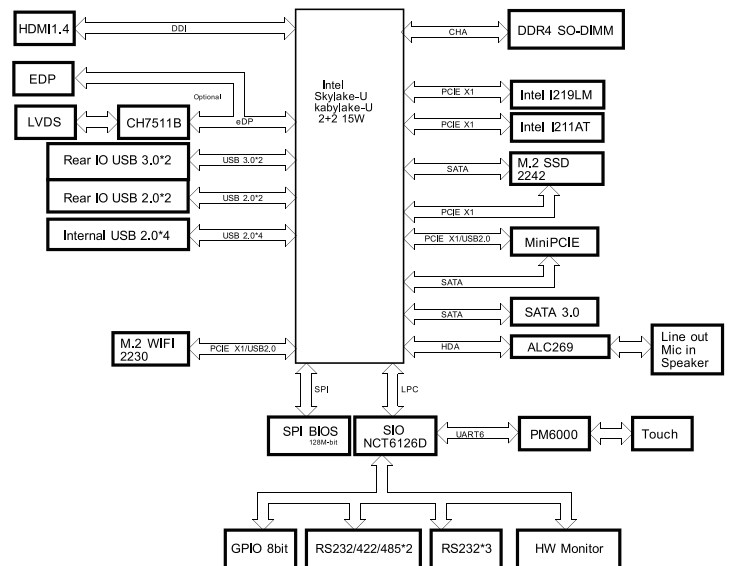 HDMI1.4
DDI
CHA
DDR4 SO-DIMM
EDP
Optional
Intel
Skylake-U
kabylake-U
2+2 15W
PCIE X1
Intel I219LM
LVDS
CH7511B
eDP
PCIE X1
Intel I211AT
Rear IO USB 3.0*2
USB 3.0*2
SATA
M.2 SSD
2242
Rear IO USB 2.0*2
USB 2.0*2
PCIE X1
Internal USB 2.0*4
USB 2.0*4
PCIE X1/USB2.0
MiniPCIE
SATA
SATA
SATA 3.0
M.2 WIFI
2230
PCIE X1/USB2.0
HDA
ALC269
Line out
Mic in
Speaker
SPI
LPC
SPI BIOS
128M-bit
SIO
NCT6126D
UART6
PM6000
Touch
GPIO 8bit
RS232/422/485*2
RS232*3
HW Monitor